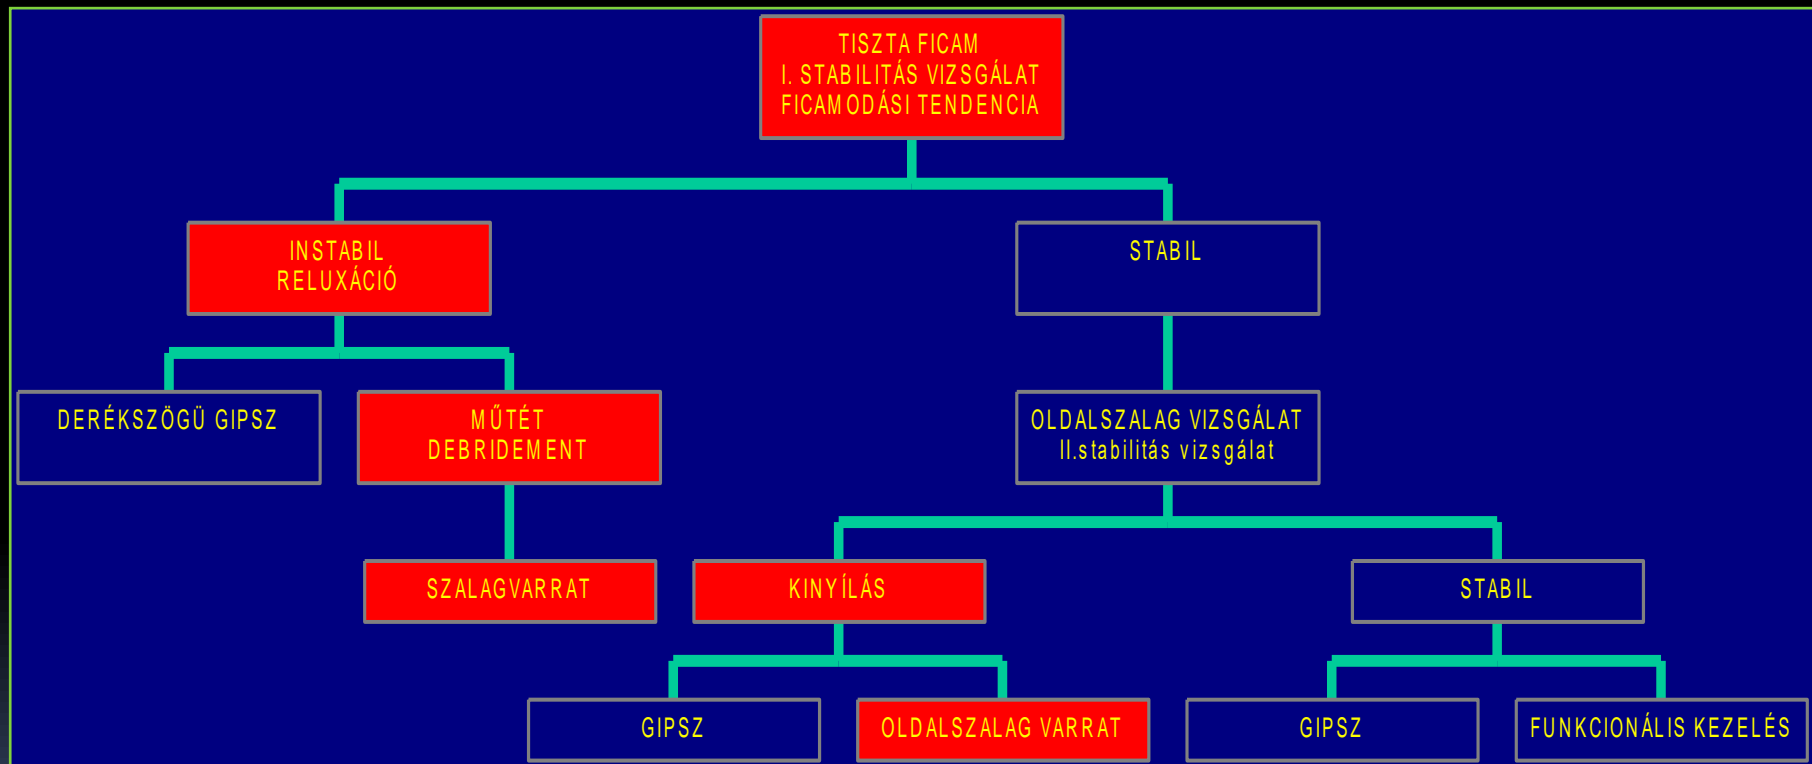 TISZTA FICAM
I. STABILITÁS VIZSGÁLAT
FICAMODÁSI TENDENCIA
INSTABIL
RELUXÁCIÓ
STABIL
DERÉKSZÖGÜ GIPSZ
MŰTÉT
DEBRIDEMENT
OLDALSZALAG VIZSGÁLAT
II.stabilitás vizsgálat
SZALAGVARRAT
KINYÍLÁS
STABIL
GIPSZ
OLDALSZALAG VARRAT
GIPSZ
FUNKCIONÁLIS KEZELÉS